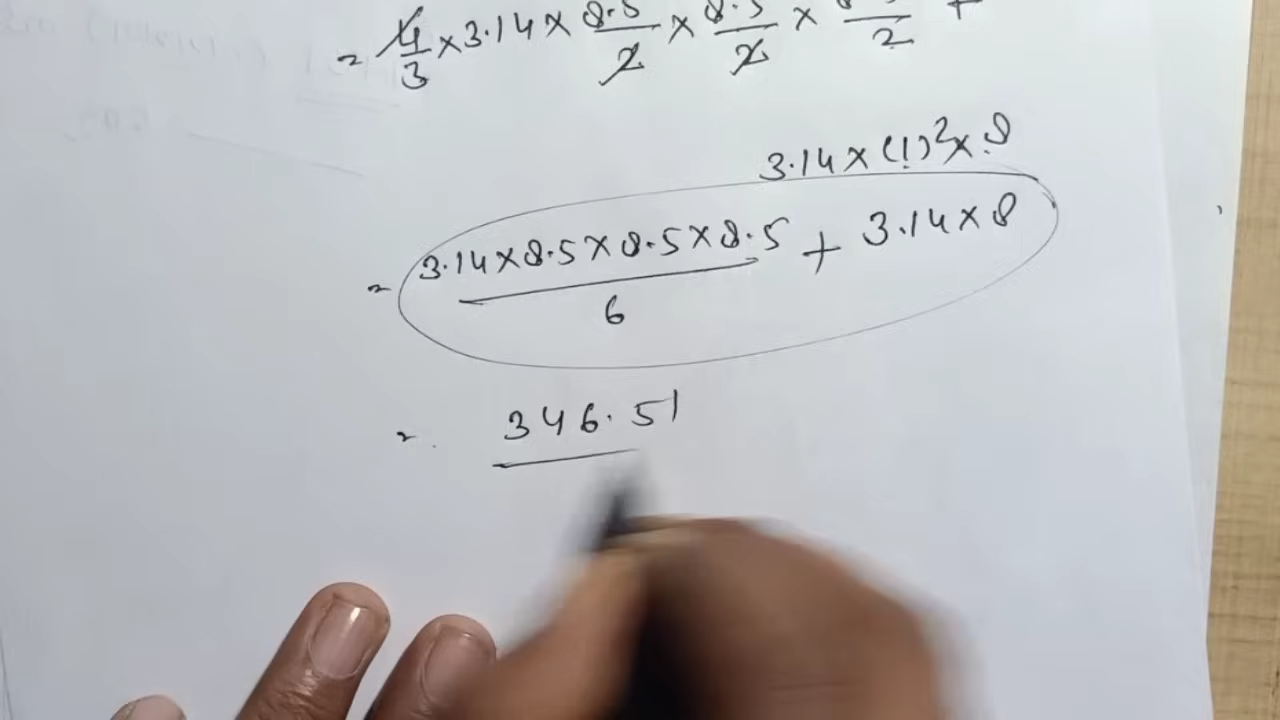 = 4/3 × 3.14 × 8.5/2 × 8.5/2 × 8.5/2 +
3.14 × (1)² × 8
= 3.14×8.5×8.5×8.5/6 + 3.14×8
= 346.51